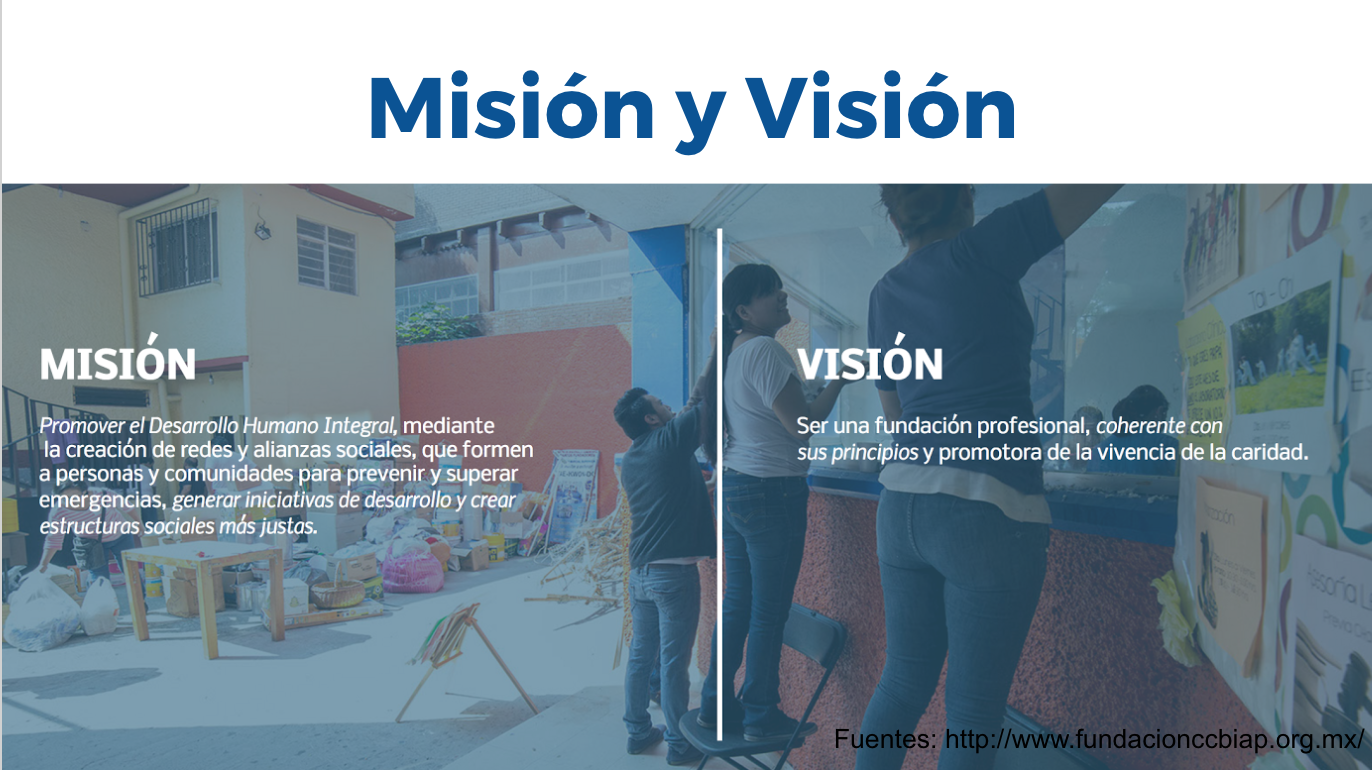 Misión y Visión
MISIÓN
Promover el Desarrollo Humano Integral, mediante
la creación de redes y alianzas sociales, que formen
a personas y comunidades para prevenir y superar
emergencias, generar iniciativas de desarrollo y crear
estructuras sociales más justas.
VISIÓN
Ser una fundación profesional, coherente con
sus principios y promotora de la vivencia de la caridad.
Tai - Chi
Fuentes: http://www.fundacionccbiap.org.mx/